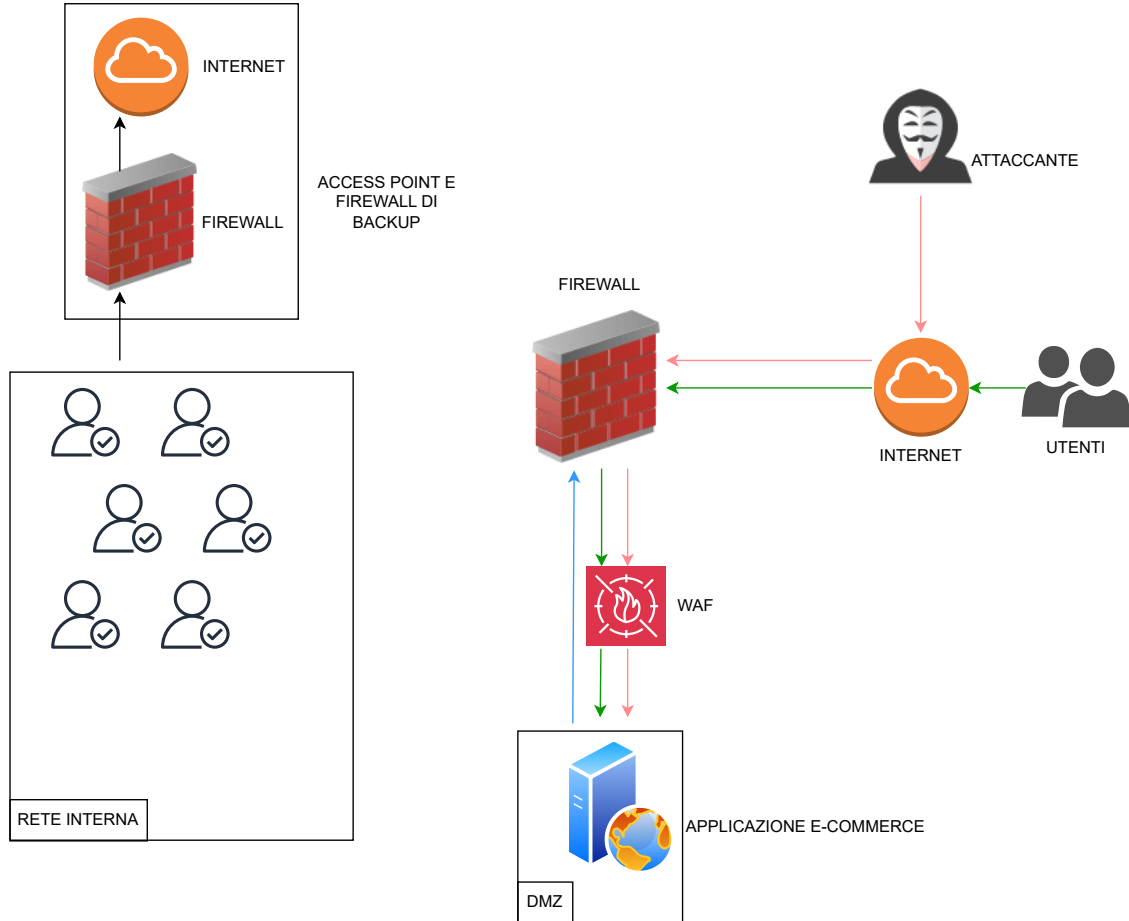 INTERNET
FIREWALL
ACCESS POINT E
FIREWALL DI
BACKUP
ATTACCANTE
FIREWALL
INTERNET
UTENTI
WAF
RETE INTERNA
APPLICAZIONE E-COMMERCE
DMZ